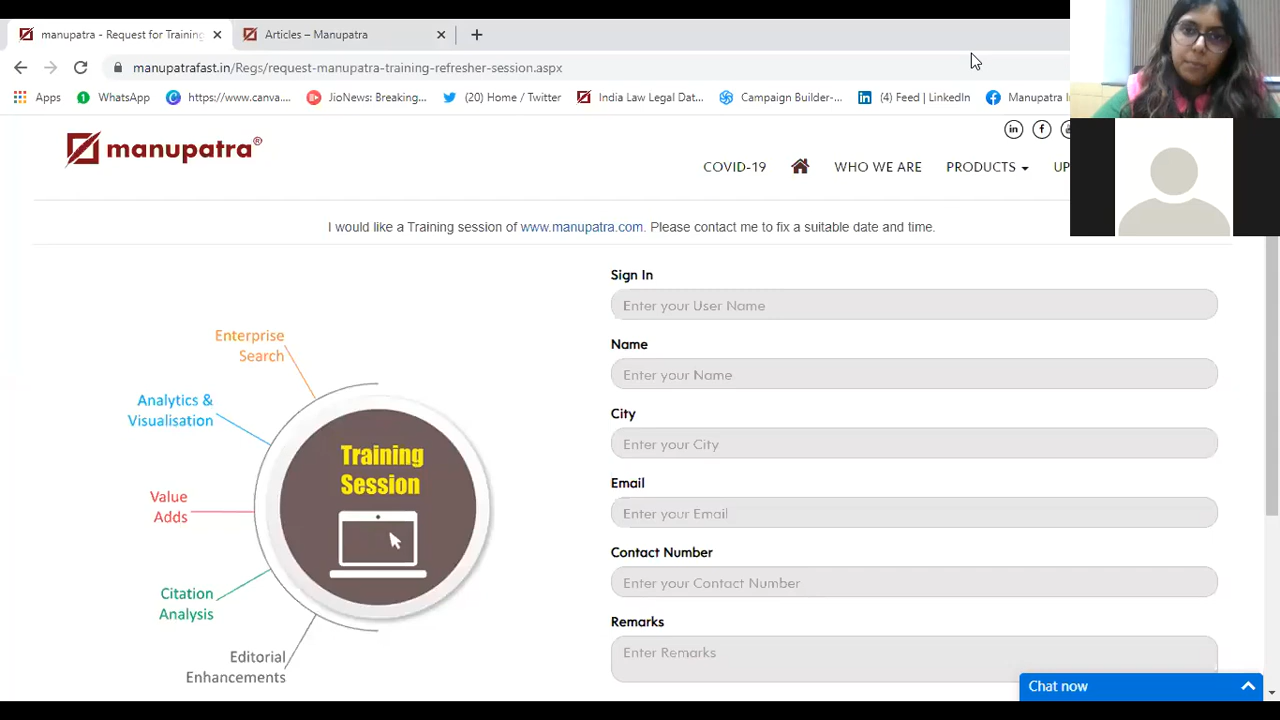 manupatra - Request for Training
Articles – Manupatra
manupatrafast.in/Regs/request-manupatra-training-refresher-session.aspx
Apps
WhatsApp
https://www.canva....
JioNews: Breaking...
(20) Home / Twitter
India Law Legal Dat...
Campaign Builder-...
(4) Feed | LinkedIn
Manupatra
manupatra®
COVID-19
WHO WE ARE
PRODUCTS
UP
I would like a Training session of www.manupatra.com. Please contact me to fix a suitable date and time.
Enterprise
Search
Analytics &
Visualisation
Value
Adds
Citation
Analysis
Editorial
Enhancements
Training
Session
Sign In
Enter your User Name
Name
Enter your Name
City
Enter your City
Email
Enter your Email
Contact Number
Enter your Contact Number
Remarks
Enter Remarks
Chat now